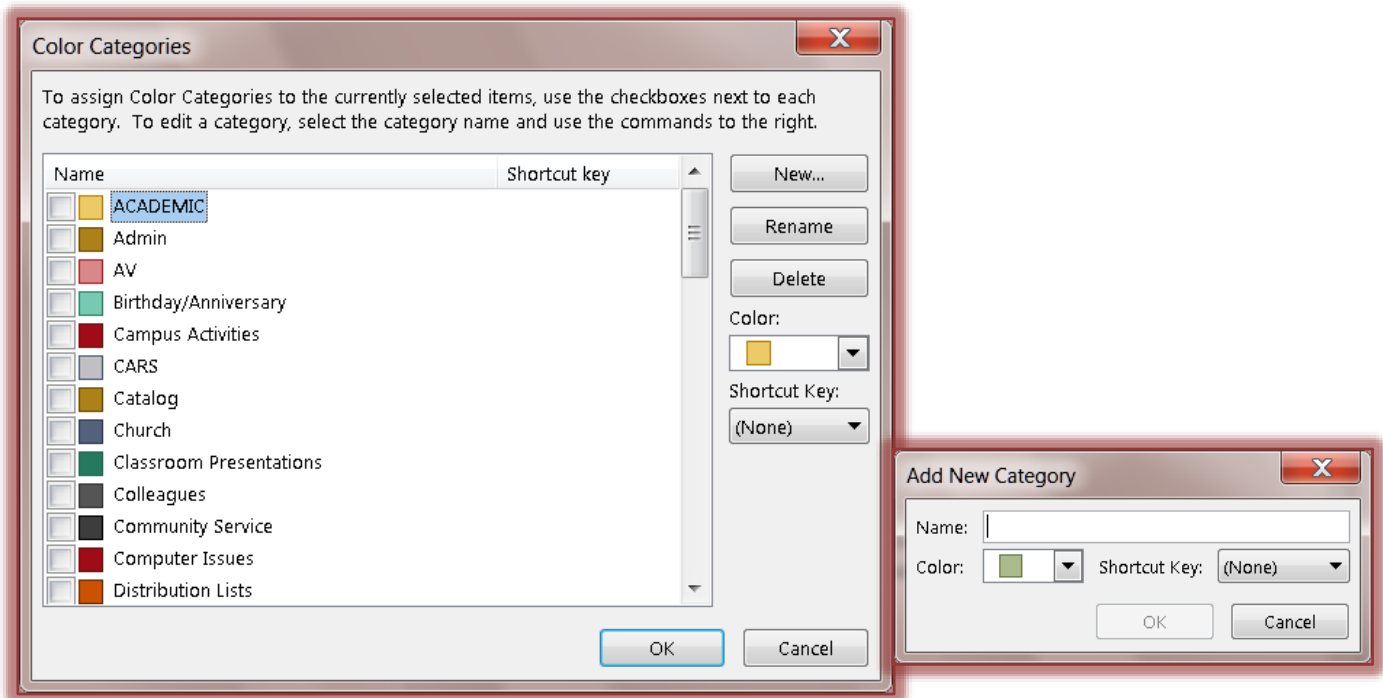 Color Categories
To assign Color Categories to the currently selected items, use the checkboxes next to each
category. To edit a category, select the category name and use the commands to the right.
Name Shortcut key
ACADEMIC
Admin
AV
Birthday/Anniversary
Campus Activities
CARS
Catalog
Church
Classroom Presentations
Colleagues
Community Service
Computer Issues
Distribution Lists
New...
Rename
Delete
Color:
Shortcut Key:
(None)
OK Cancel
Add New Category
Name:
Color: Shortcut Key: (None)
OK Cancel